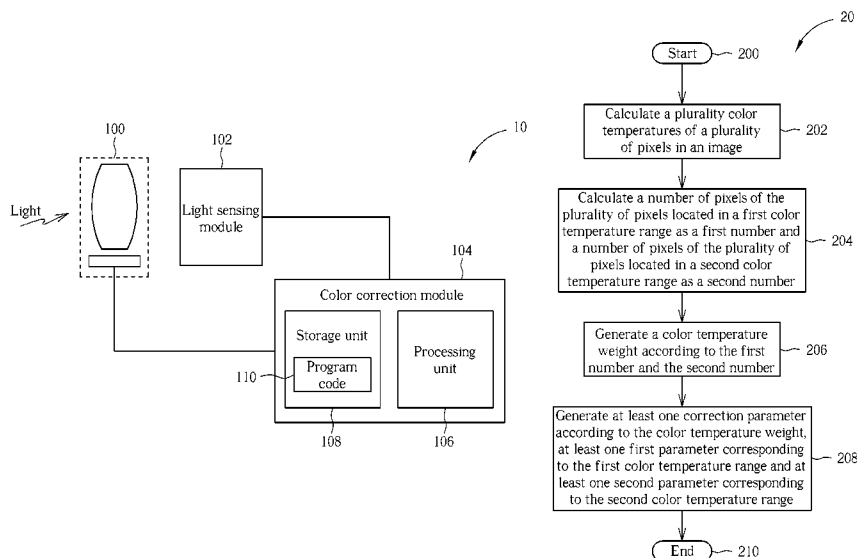 100
Light
102
Light sensing
module
10
104
Color correction module
Storage unit
110
Program
code
108
Processing
unit
106
20
Start
200
Calculate a plurality color
temperatures of a plurality
of pixels in an image
202
Calculate a number of pixels of the
plurality of pixels located in a first color
temperature range as a first number and
a number of pixels of the plurality of
pixels located in a second color
temperature range as a second number
204
Generate a color temperature
weight according to the first
number and the second number
206
Generate at least one correction parameter
according to the color temperature weight,
at least one first parameter corresponding
to the first color temperature range and at
least one second parameter corresponding
to the second color temperature range
208
End
210